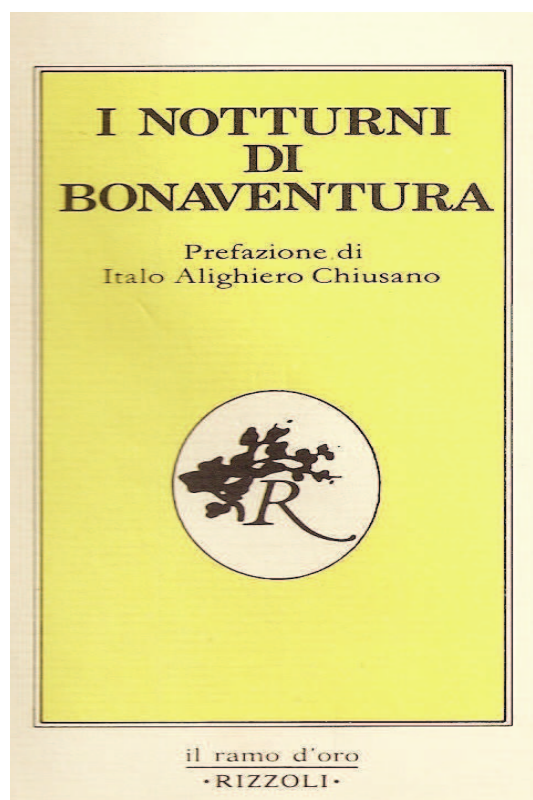 I NOTTURNI
DI
BONAVENTURA
Prefazione di
Italo Alighiero Chiusano
R
il ramo d'oro
·RIZZOLI·